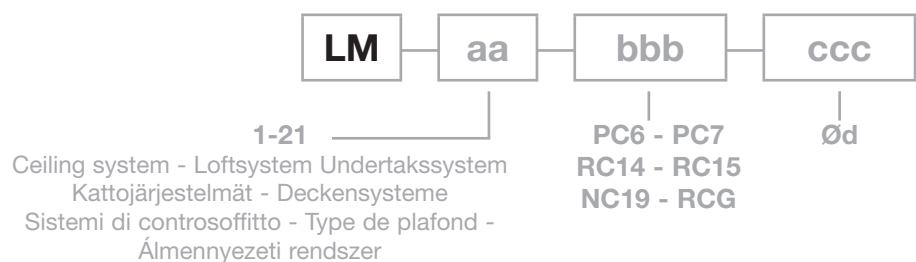 LM aa bbb ccc
1-21 PC6 - PC7 Ød
Ceiling system - Loftsystem Undertakssystem RC14 - RC15
Kattojärjestelmät - Deckensysteme NC19 - RCG
Sistemi di controsoffitto - Type de plafond -
Álmennyezeti rendszer